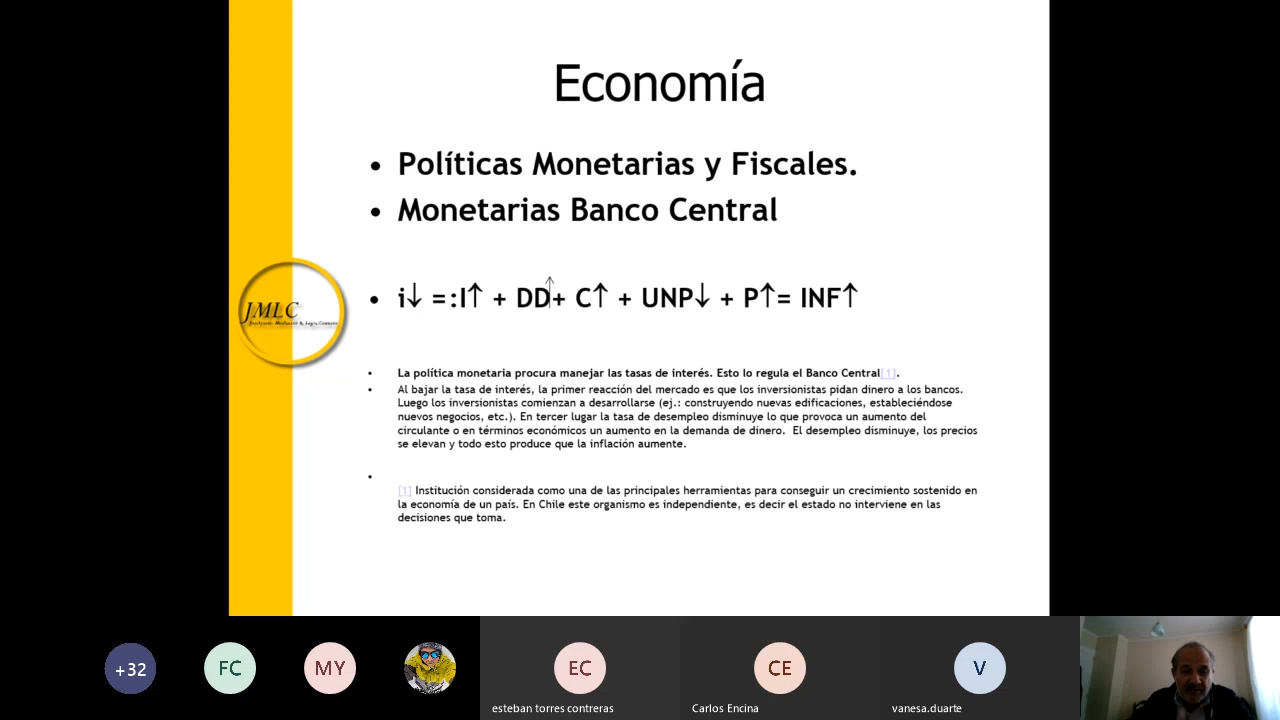 Economía
• Políticas Monetarias y Fiscales.
• Monetarias Banco Central
• i↓ =:I↑ + DD↑+ C↑ + UNP↓ + P↑= INF↑
JMLC
• La política monetaria procura manejar las tasas de interés. Esto lo regula el Banco Central[1].
• Al bajar la tasa de interés, la primer reacción del mercado es que los inversionistas pidan dinero a los bancos.
Luego los inversionistas comienzan a desarrollarse (ej.: construyendo nuevas edificaciones, estableciéndose
nuevos negocios, etc.). En tercer lugar la tasa de desempleo disminuye lo que provoca un aumento del
circulante o en términos económicos un aumento en la demanda de dinero. El desempleo disminuye, los precios
se elevan y todo esto produce que la inflación aumente.
•
[1] Institución considerada como una de las principales herramientas para conseguir un crecimiento sostenido en
la economía de un país. En Chile este organismo es independiente, es decir el estado no interviene en las
decisiones que toma.
+32
FC
MY
EC
CE
V
esteban torres contreras
Carlos Encina
vanesa.duarte